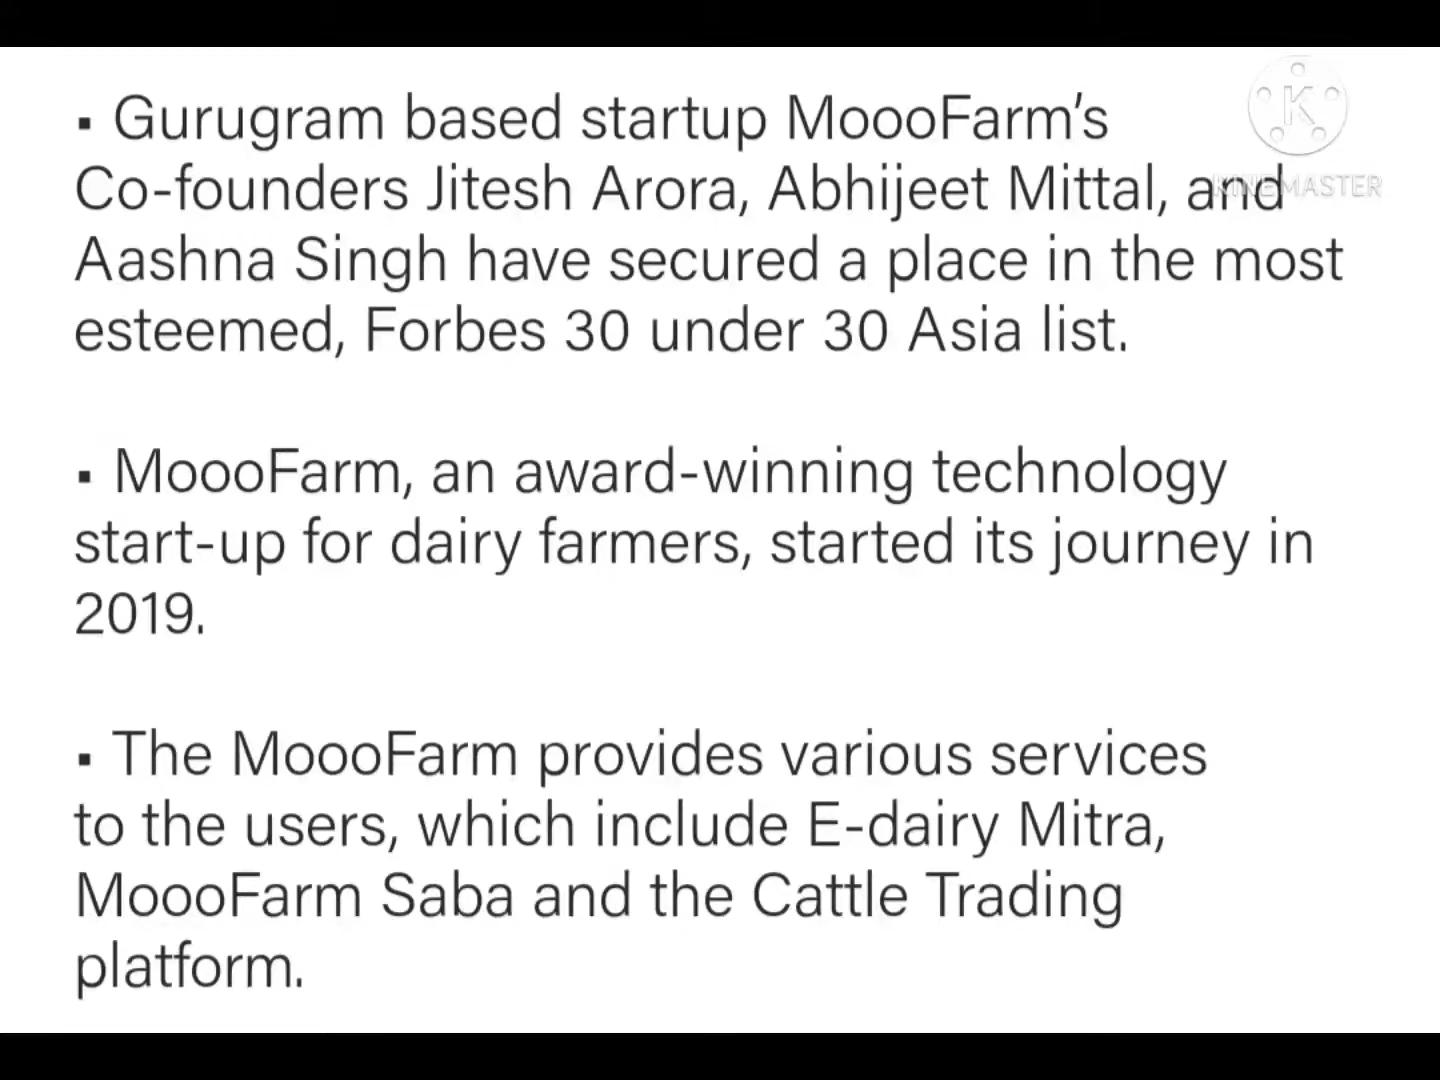 ▪ Gurugram based startup MoooFarm's
Co-founders Jitesh Arora, Abhijeet Mittal, and
Aashna Singh have secured a place in the most
esteemed, Forbes 30 under 30 Asia list.
▪ MoooFarm, an award-winning technology
start-up for dairy farmers, started its journey in
2019.
▪ The MoooFarm provides various services
to the users, which include E-dairy Mitra,
MoooFarm Saba and the Cattle Trading
platform.
K
KINEMASTER